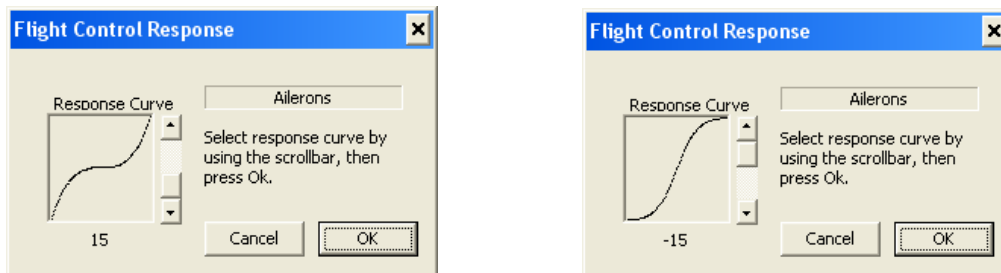 Flight Control Response
Response Curve
Ailerons
Select response curve by
using the scrollbar, then
press Ok.
15
Cancel
OK
Flight Control Response
Response Curve
Ailerons
Select response curve by
using the scrollbar, then
press Ok.
-15
Cancel
OK